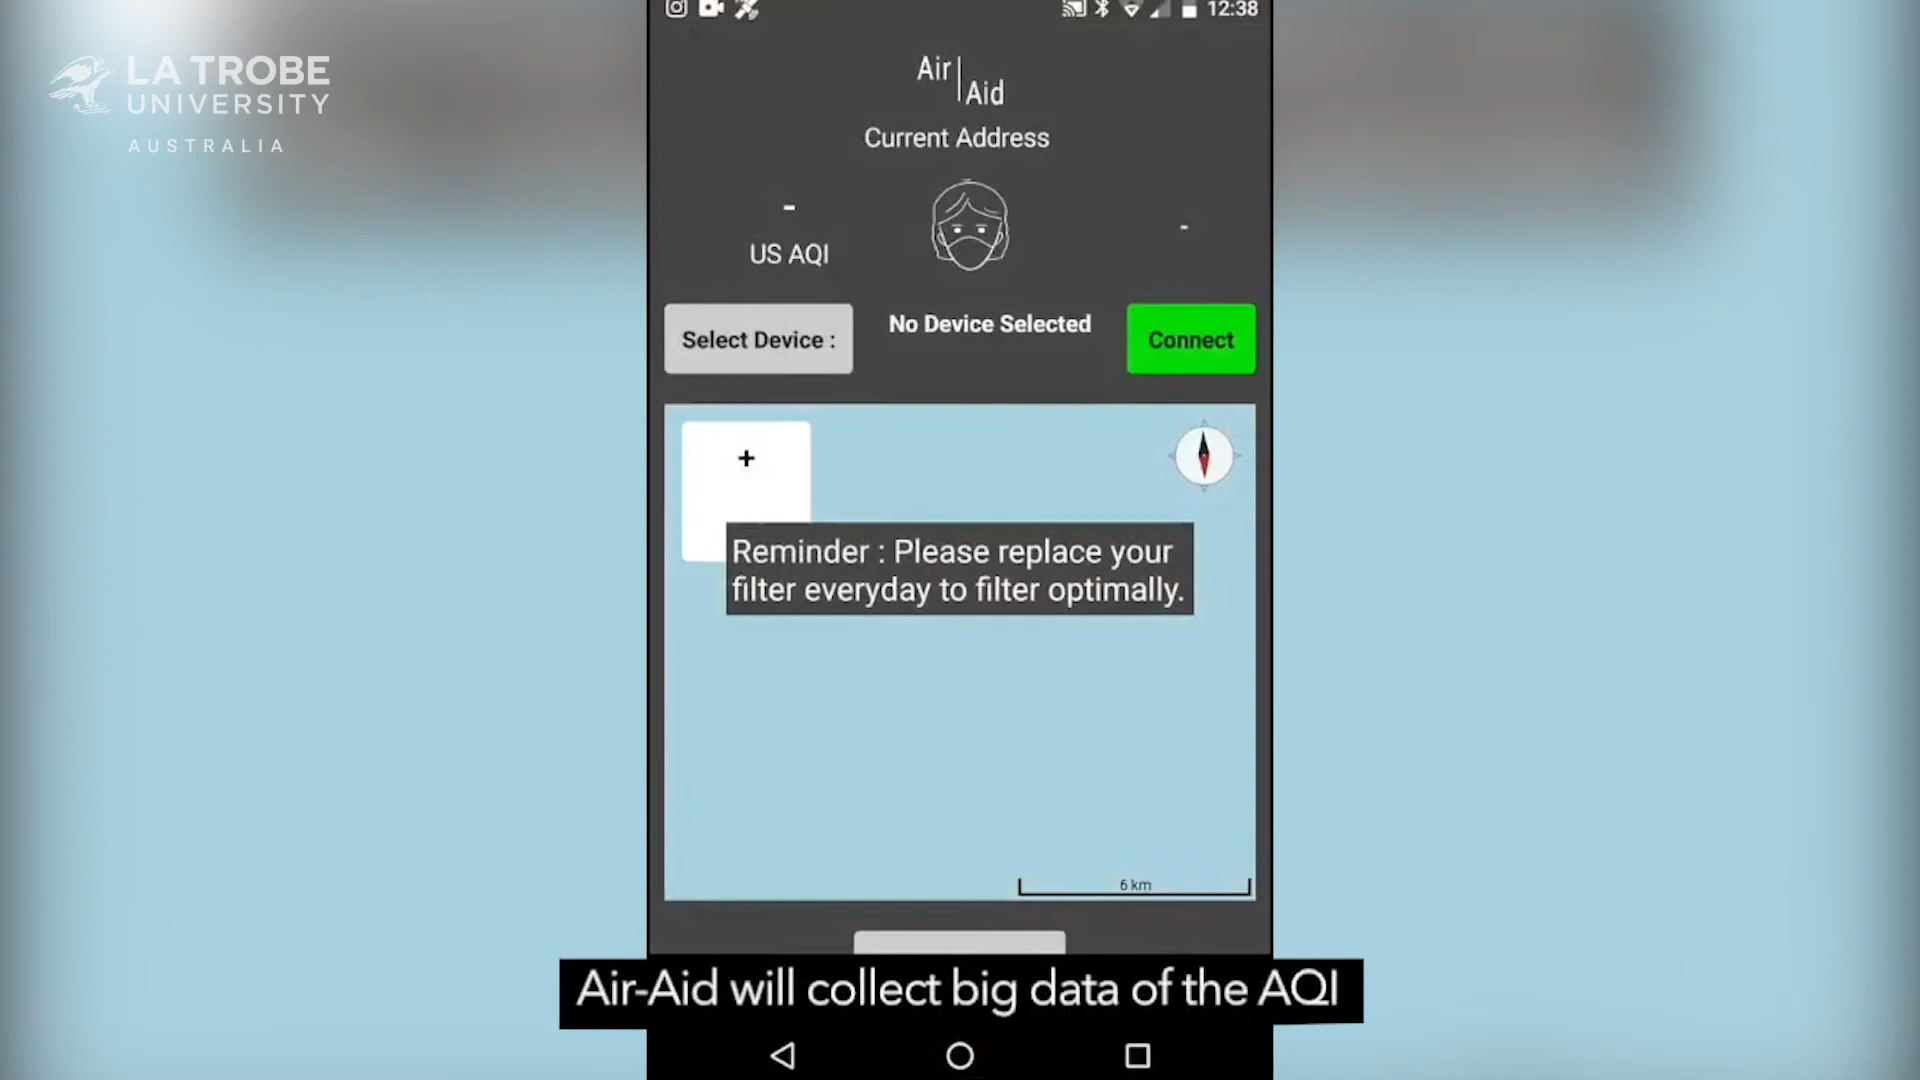 12:38
LA TROBE
UNIVERSITY
AUSTRALIA
Air
Aid
Current Address
-
US AQI
-
Select Device :
No Device Selected
Connect
+
Reminder : Please replace your
filter everyday to filter optimally.
6 km
Air-Aid will collect big data of the AQI